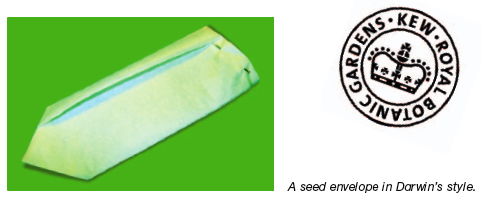 ROYAL BOTANIC GARDENS · KEW ·
A seed envelope in Darwin's style.